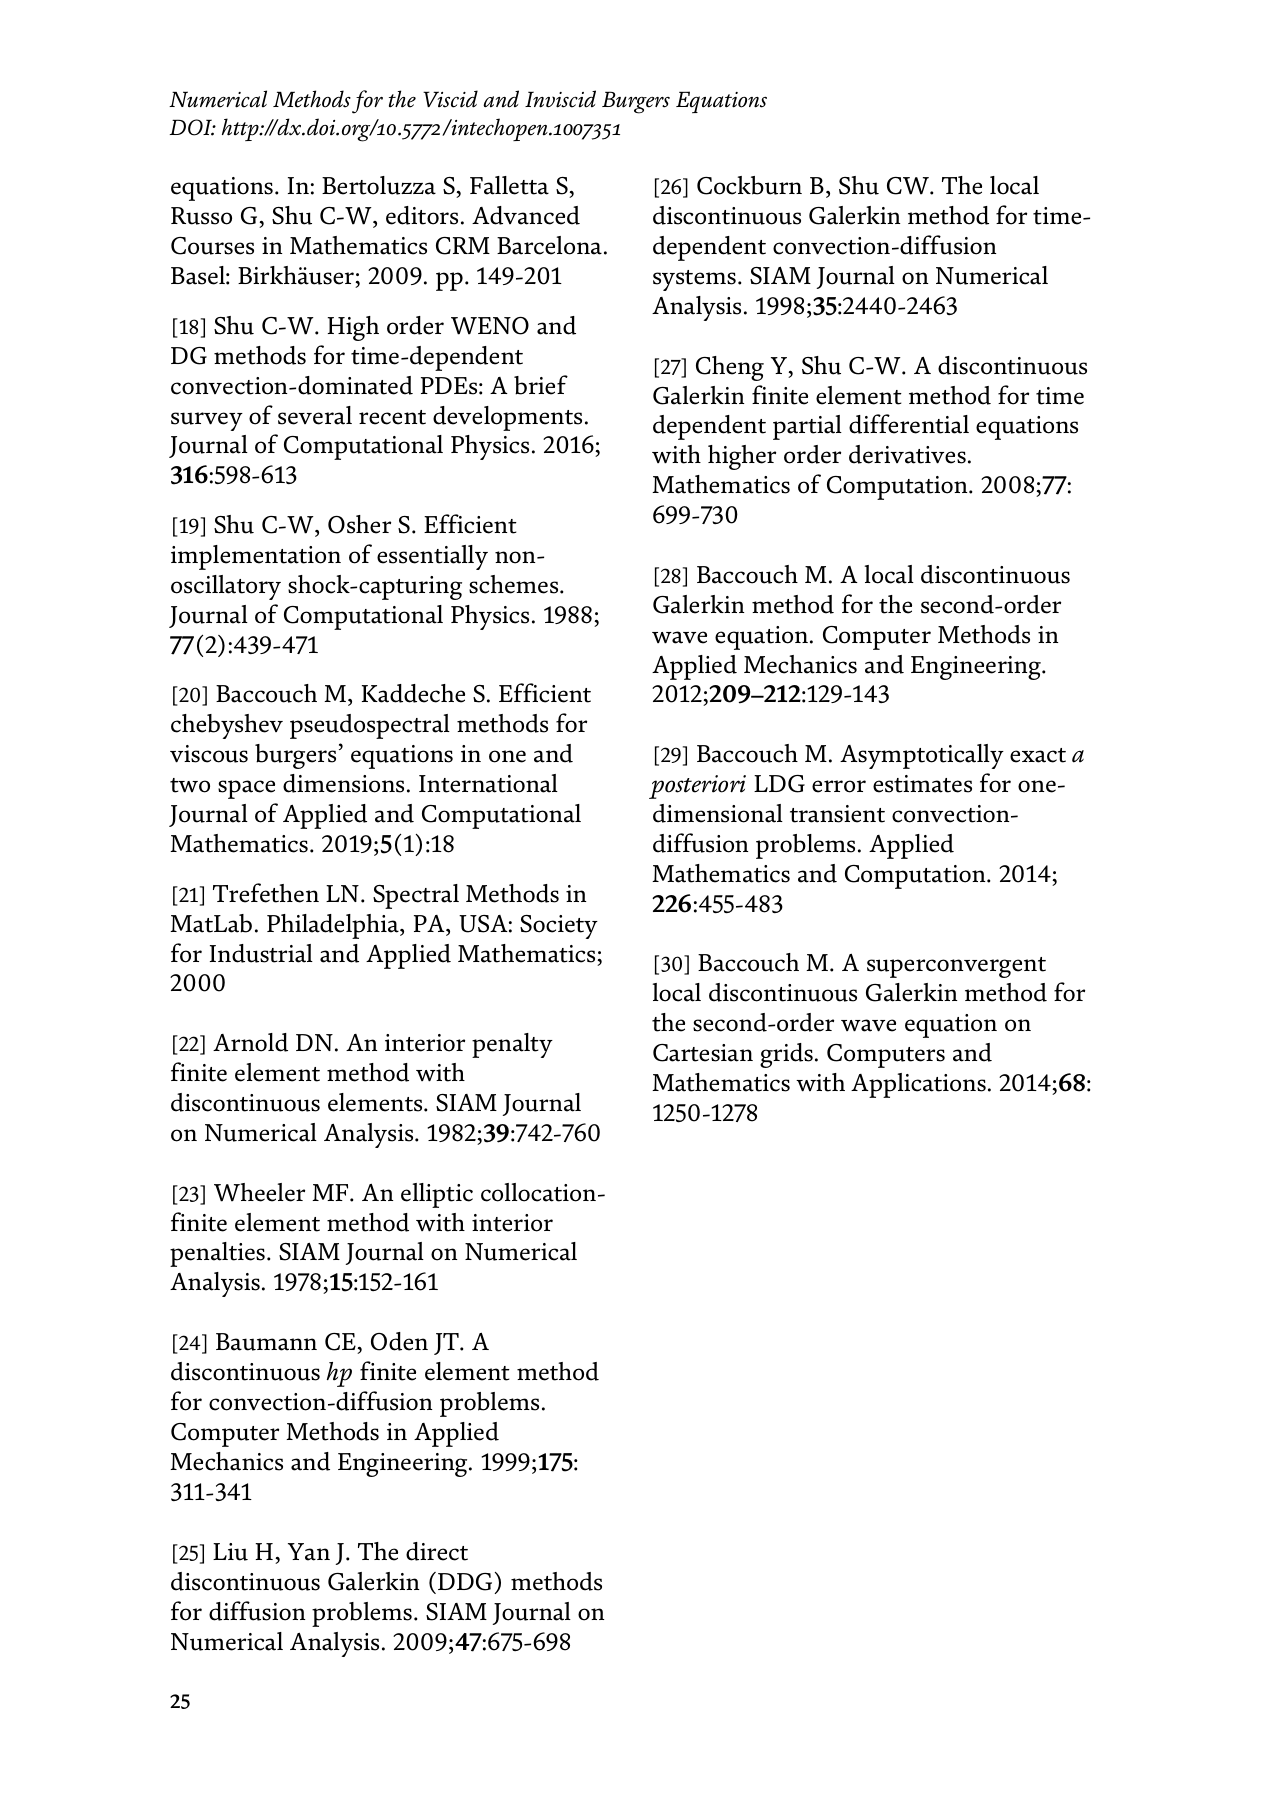 Numerical Methods for the Viscid and Inviscid Burgers Equations
DOI: http://dx.doi.org/10.5772/intechopen.1007351
equations. In: Bertoluzza S, Falletta S,
Russo G, Shu C-W, editors. Advanced
Courses in Mathematics CRM Barcelona.
Basel: Birkhäuser; 2009. pp. 149-201
[18] Shu C-W. High order WENO and
DG methods for time-dependent
convection-dominated PDEs: A brief
survey of several recent developments.
Journal of Computational Physics. 2016;
316:598-613
[19] Shu C-W, Osher S. Efficient
implementation of essentially non-
oscillatory shock-capturing schemes.
Journal of Computational Physics. 1988;
77(2):439-471
[20] Baccouch M, Kaddeche S. Efficient
chebyshev pseudospectral methods for
viscous burgers’ equations in one and
two space dimensions. International
Journal of Applied and Computational
Mathematics. 2019;5(1):18
[21] Trefethen LN. Spectral Methods in
MatLab. Philadelphia, PA, USA: Society
for Industrial and Applied Mathematics;
2000
[22] Arnold DN. An interior penalty
finite element method with
discontinuous elements. SIAM Journal
on Numerical Analysis. 1982;39:742-760
[23] Wheeler MF. An elliptic collocation-
finite element method with interior
penalties. SIAM Journal on Numerical
Analysis. 1978;15:152-161
[24] Baumann CE, Oden JT. A
discontinuous hp finite element method
for convection-diffusion problems.
Computer Methods in Applied
Mechanics and Engineering. 1999;175:
311-341
[25] Liu H, Yan J. The direct
discontinuous Galerkin (DDG) methods
for diffusion problems. SIAM Journal on
Numerical Analysis. 2009;47:675-698
[26] Cockburn B, Shu CW. The local
discontinuous Galerkin method for time-
dependent convection-diffusion
systems. SIAM Journal on Numerical
Analysis. 1998;35:2440-2463
[27] Cheng Y, Shu C-W. A discontinuous
Galerkin finite element method for time
dependent partial differential equations
with higher order derivatives.
Mathematics of Computation. 2008;77:
699-730
[28] Baccouch M. A local discontinuous
Galerkin method for the second-order
wave equation. Computer Methods in
Applied Mechanics and Engineering.
2012;209–212:129-143
[29] Baccouch M. Asymptotically exact a
posteriori LDG error estimates for one-
dimensional transient convection-
diffusion problems. Applied
Mathematics and Computation. 2014;
226:455-483
[30] Baccouch M. A superconvergent
local discontinuous Galerkin method for
the second-order wave equation on
Cartesian grids. Computers and
Mathematics with Applications. 2014;68:
1250-1278
25